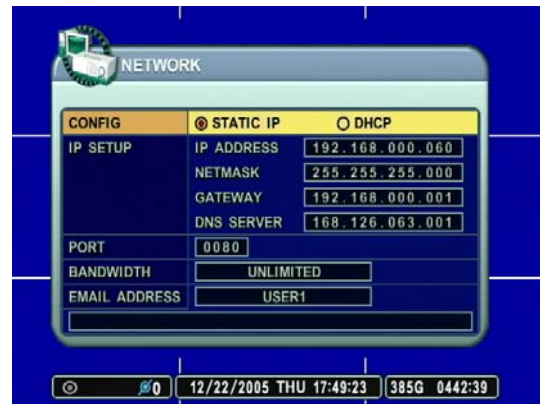 NETWORK
CONFIG STATIC IP DHCP
IP SETUP IP ADDRESS 192.168.000.060
NETMASK 255.255.255.000
GATEWAY 192.168.000.001
DNS SERVER 168.126.063.001
PORT 0080
BANDWIDTH UNLIMITED
EMAIL ADDRESS USER1
0 12/22/2005 THU 17:49:23 385G 0442:39